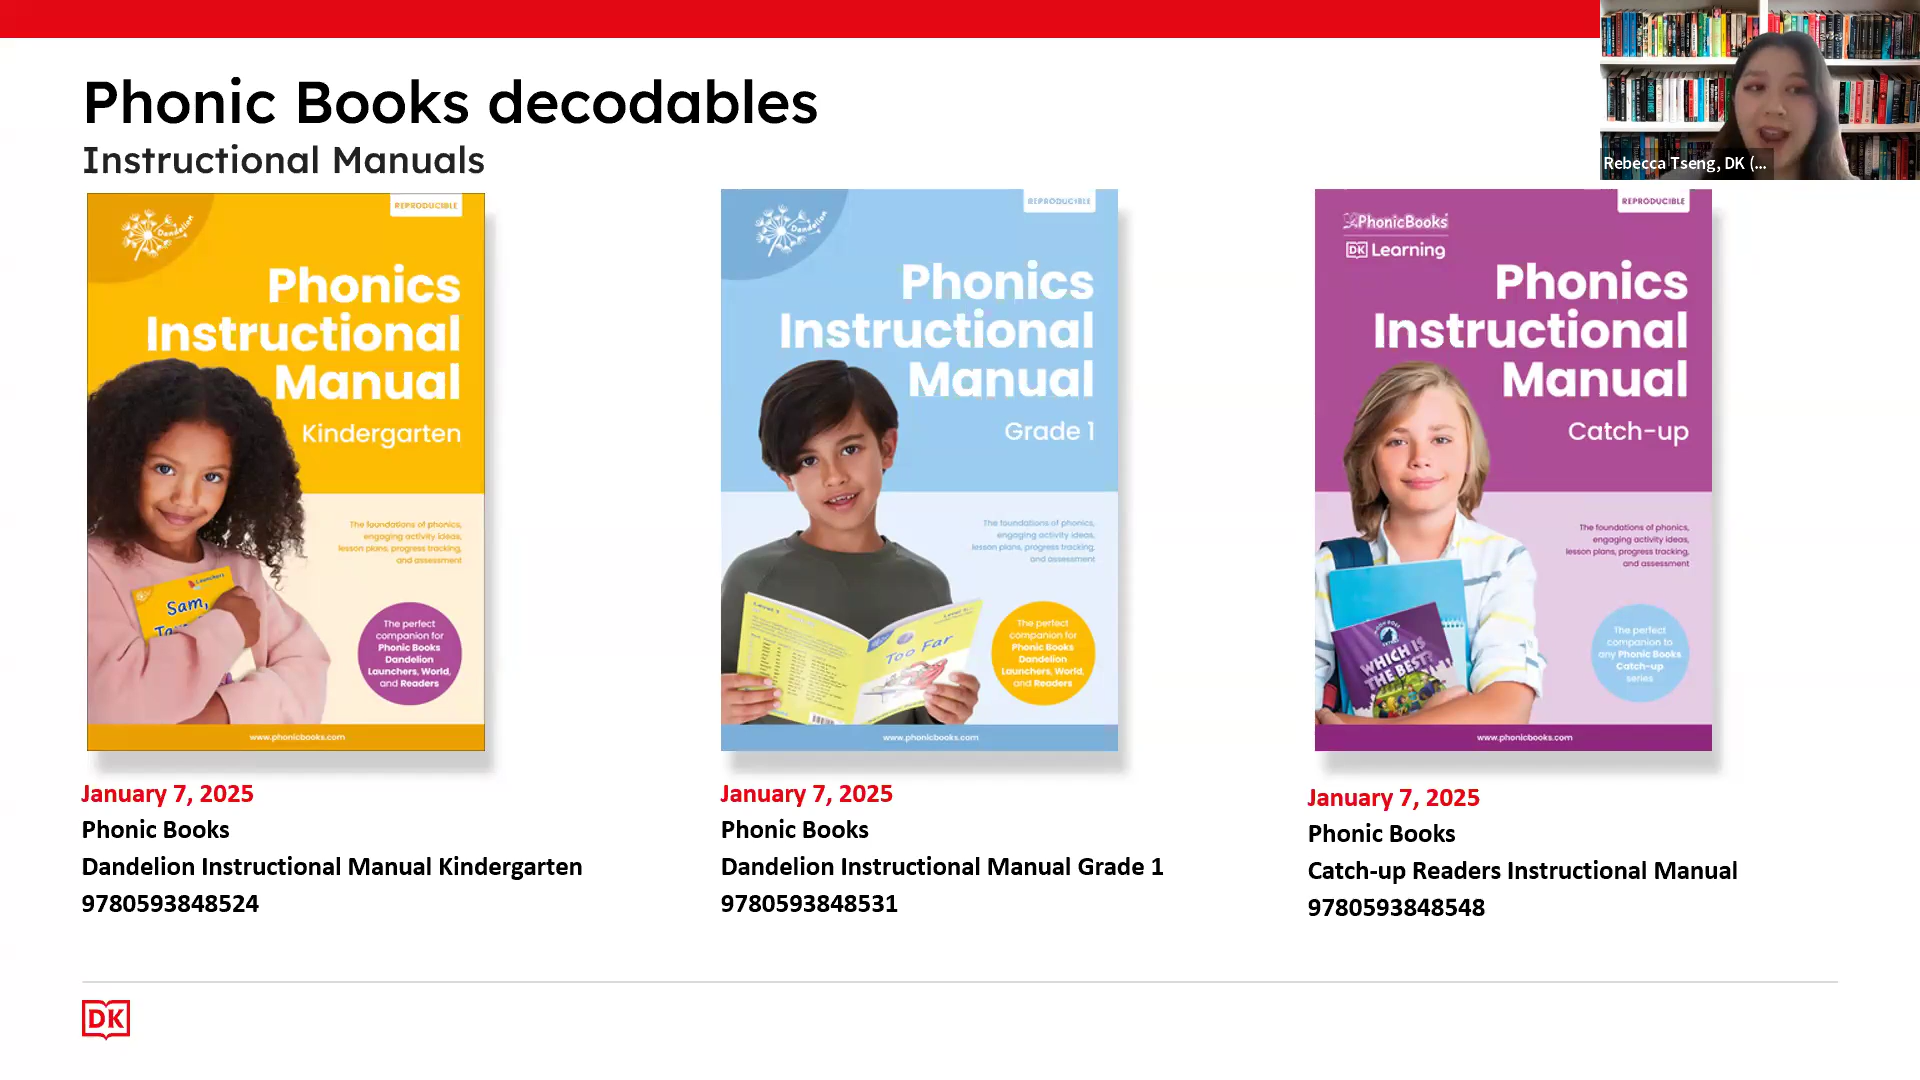 Phonic Books decodables
Instructional Manuals
Rebecca Tseng, DK (...
REPRODUCIBLE
Dandelion
Phonics
Instructional
Manual
Kindergarten
The foundations of phonics,
engaging activity ideas,
lesson plans, progress tracking,
and assessment
Launchers
Sam,
The perfect
companion for
Phonic Books
Dandelion
Launchers, World,
and Readers
www.phonicbooks.com
January 7, 2025
Phonic Books
Dandelion Instructional Manual Kindergarten
9780593848524
REPRODUCIBLE
Dandelion
Phonics
Instructional
Manual
Grade 1
The foundations of phonics,
engaging activity ideas,
lesson plans, progress tracking,
and assessment
Level 7
Too Far
The perfect
companion for
Phonic Books
Dandelion
Launchers, World,
and Readers
www.phonicbooks.com
January 7, 2025
Phonic Books
Dandelion Instructional Manual Grade 1
9780593848531
REPRODUCIBLE
PhonicBooks
DK Learning
Phonics
Instructional
Manual
Catch-up
The foundations of phonics,
engaging activity ideas,
lesson plans, progress tracking,
and assessment
WHICH IS
THE BEST?
The perfect
companion to
any Phonic Books
Catch-up
series
www.phonicbooks.com
January 7, 2025
Phonic Books
Catch-up Readers Instructional Manual
9780593848548
DK